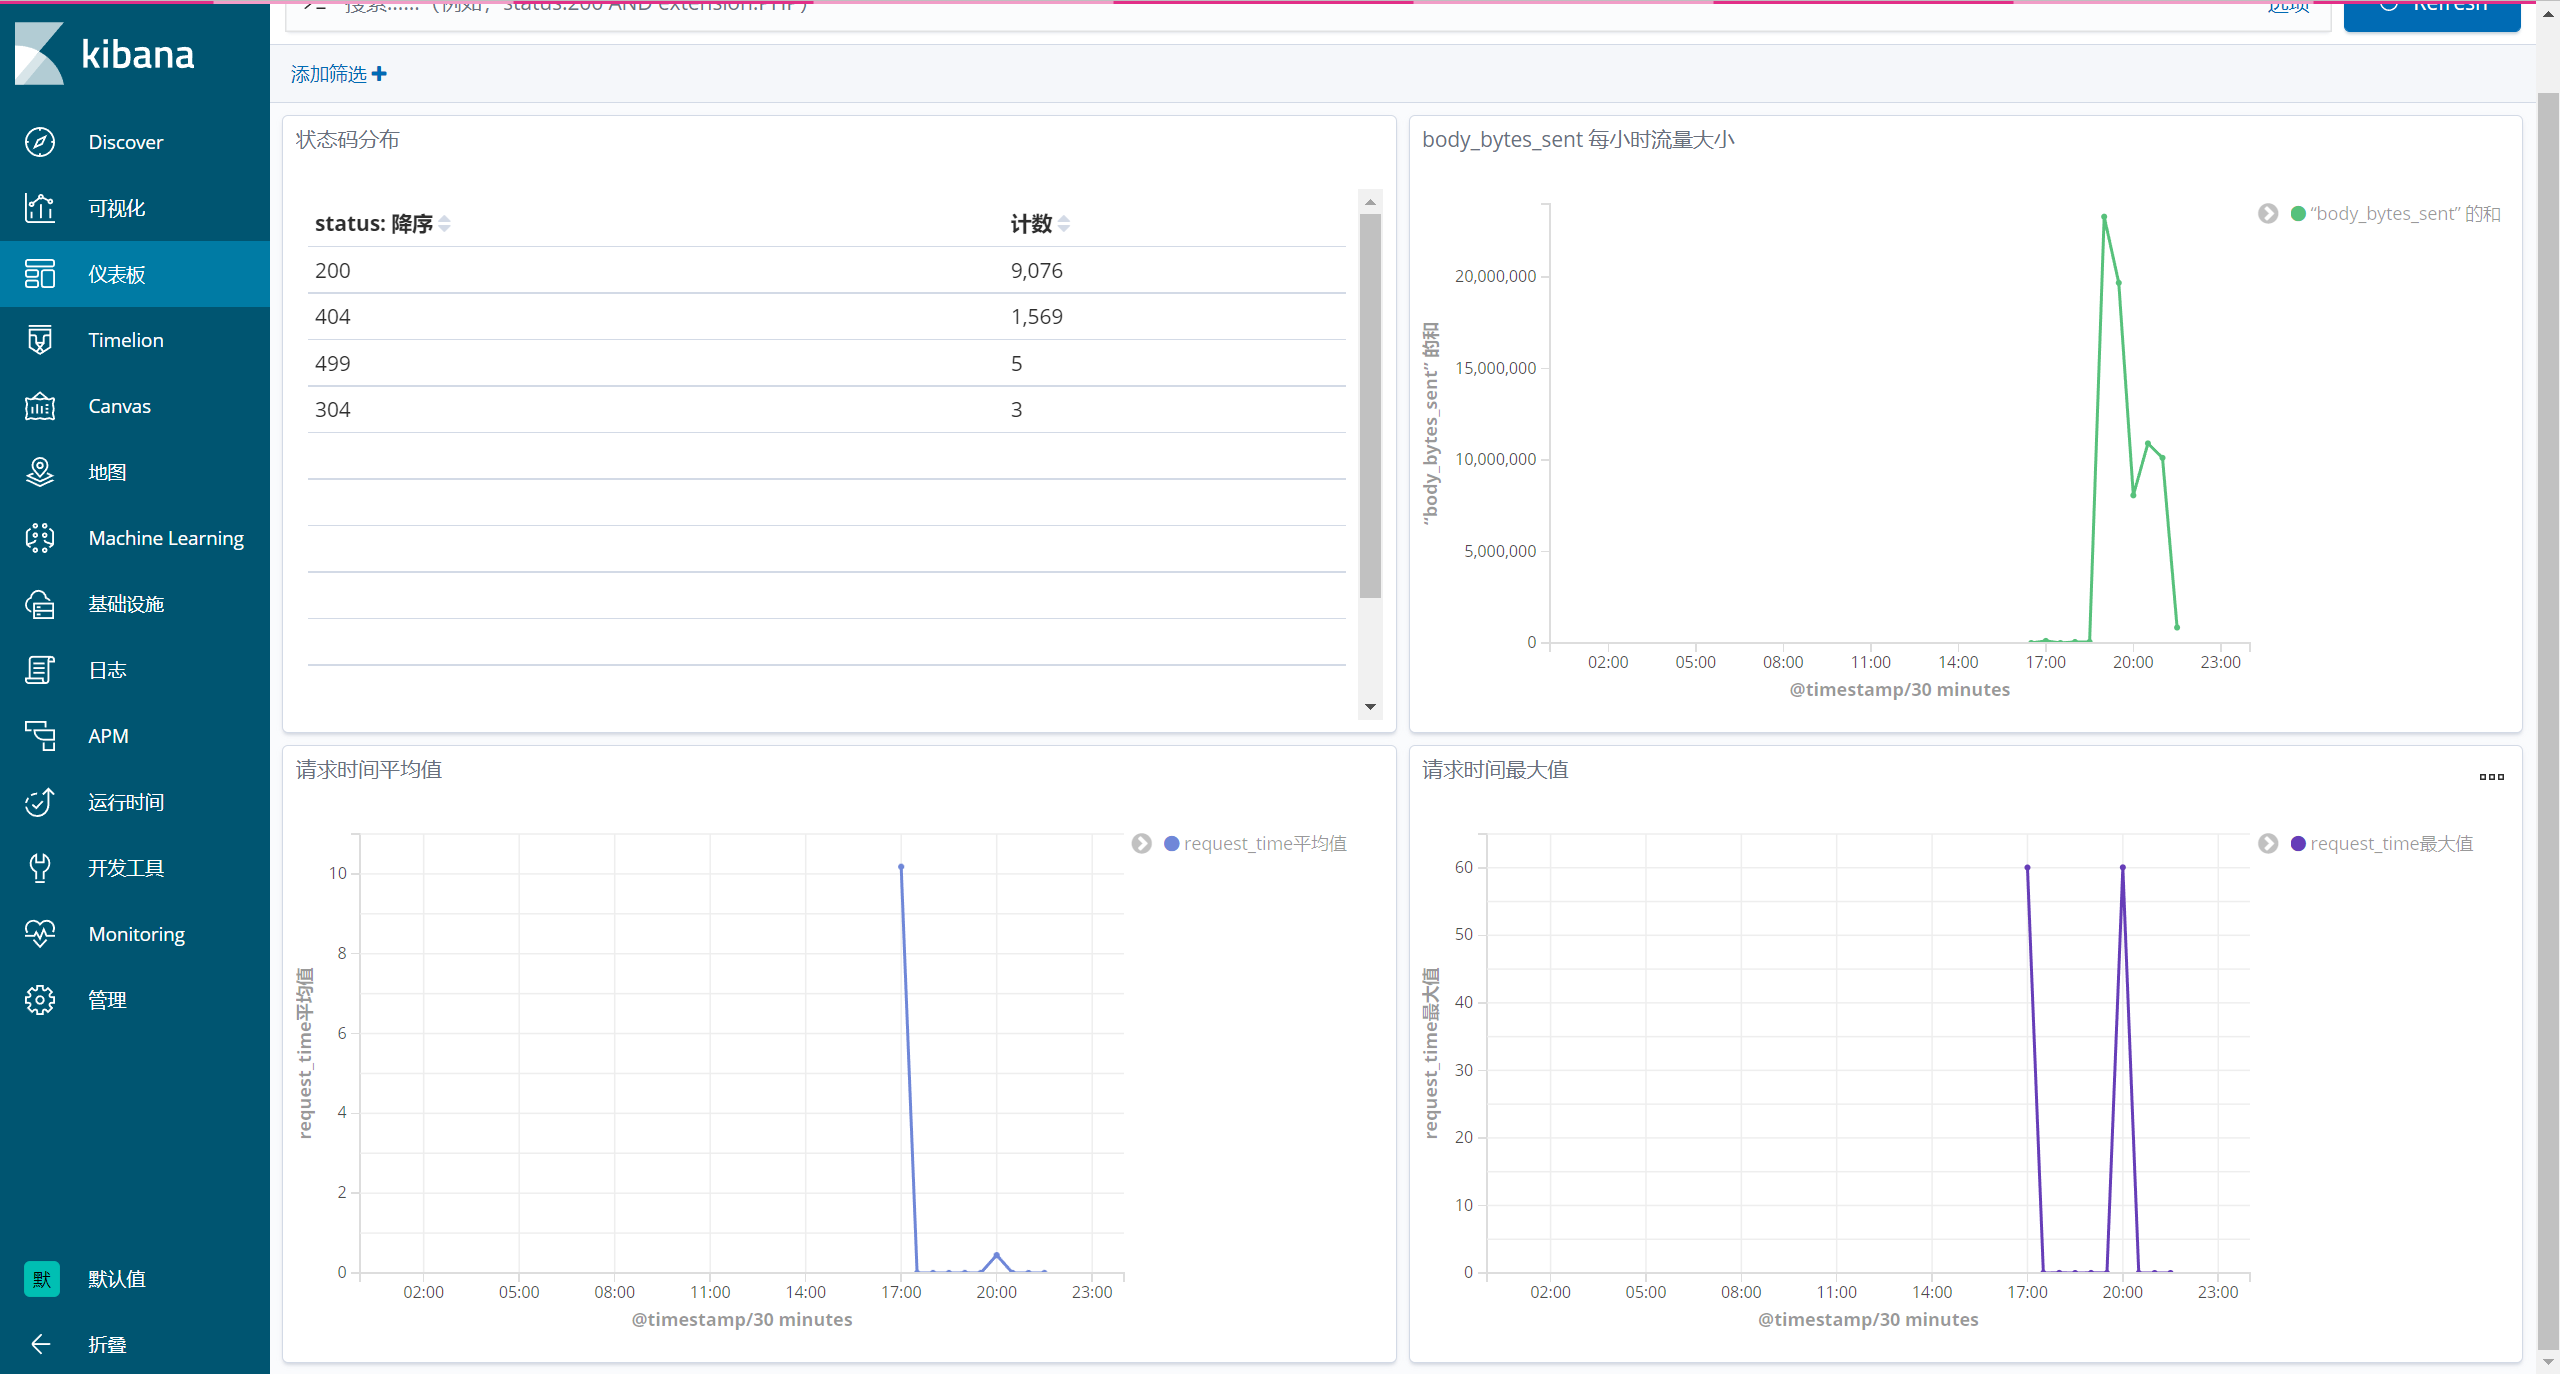 kibana
Discover
可视化
仪表板
Timelion
Canvas
地图
Machine Learning
基础设施
日志
APM
运行时间
开发工具
Monitoring
管理
默 默认值
折叠
>_ 搜索……（例如，status:200 AND extension:PHP）
选项
Refresh
添加筛选
状态码分布
status: 降序 计数
200 9,076
404 1,569
499 5
304 3
body_bytes_sent 每小时流量大小
“body_bytes_sent” 的和
“body_bytes_sent” 的和
20,000,000
15,000,000
10,000,000
5,000,000
0
02:00 05:00 08:00 11:00 14:00 17:00 20:00 23:00
@timestamp/30 minutes
请求时间平均值
request_time平均值
request_time平均值
10
8
6
4
2
0
02:00 05:00 08:00 11:00 14:00 17:00 20:00 23:00
@timestamp/30 minutes
请求时间最大值
request_time最大值
request_time最大值
60
50
40
30
20
10
0
02:00 05:00 08:00 11:00 14:00 17:00 20:00 23:00
@timestamp/30 minutes